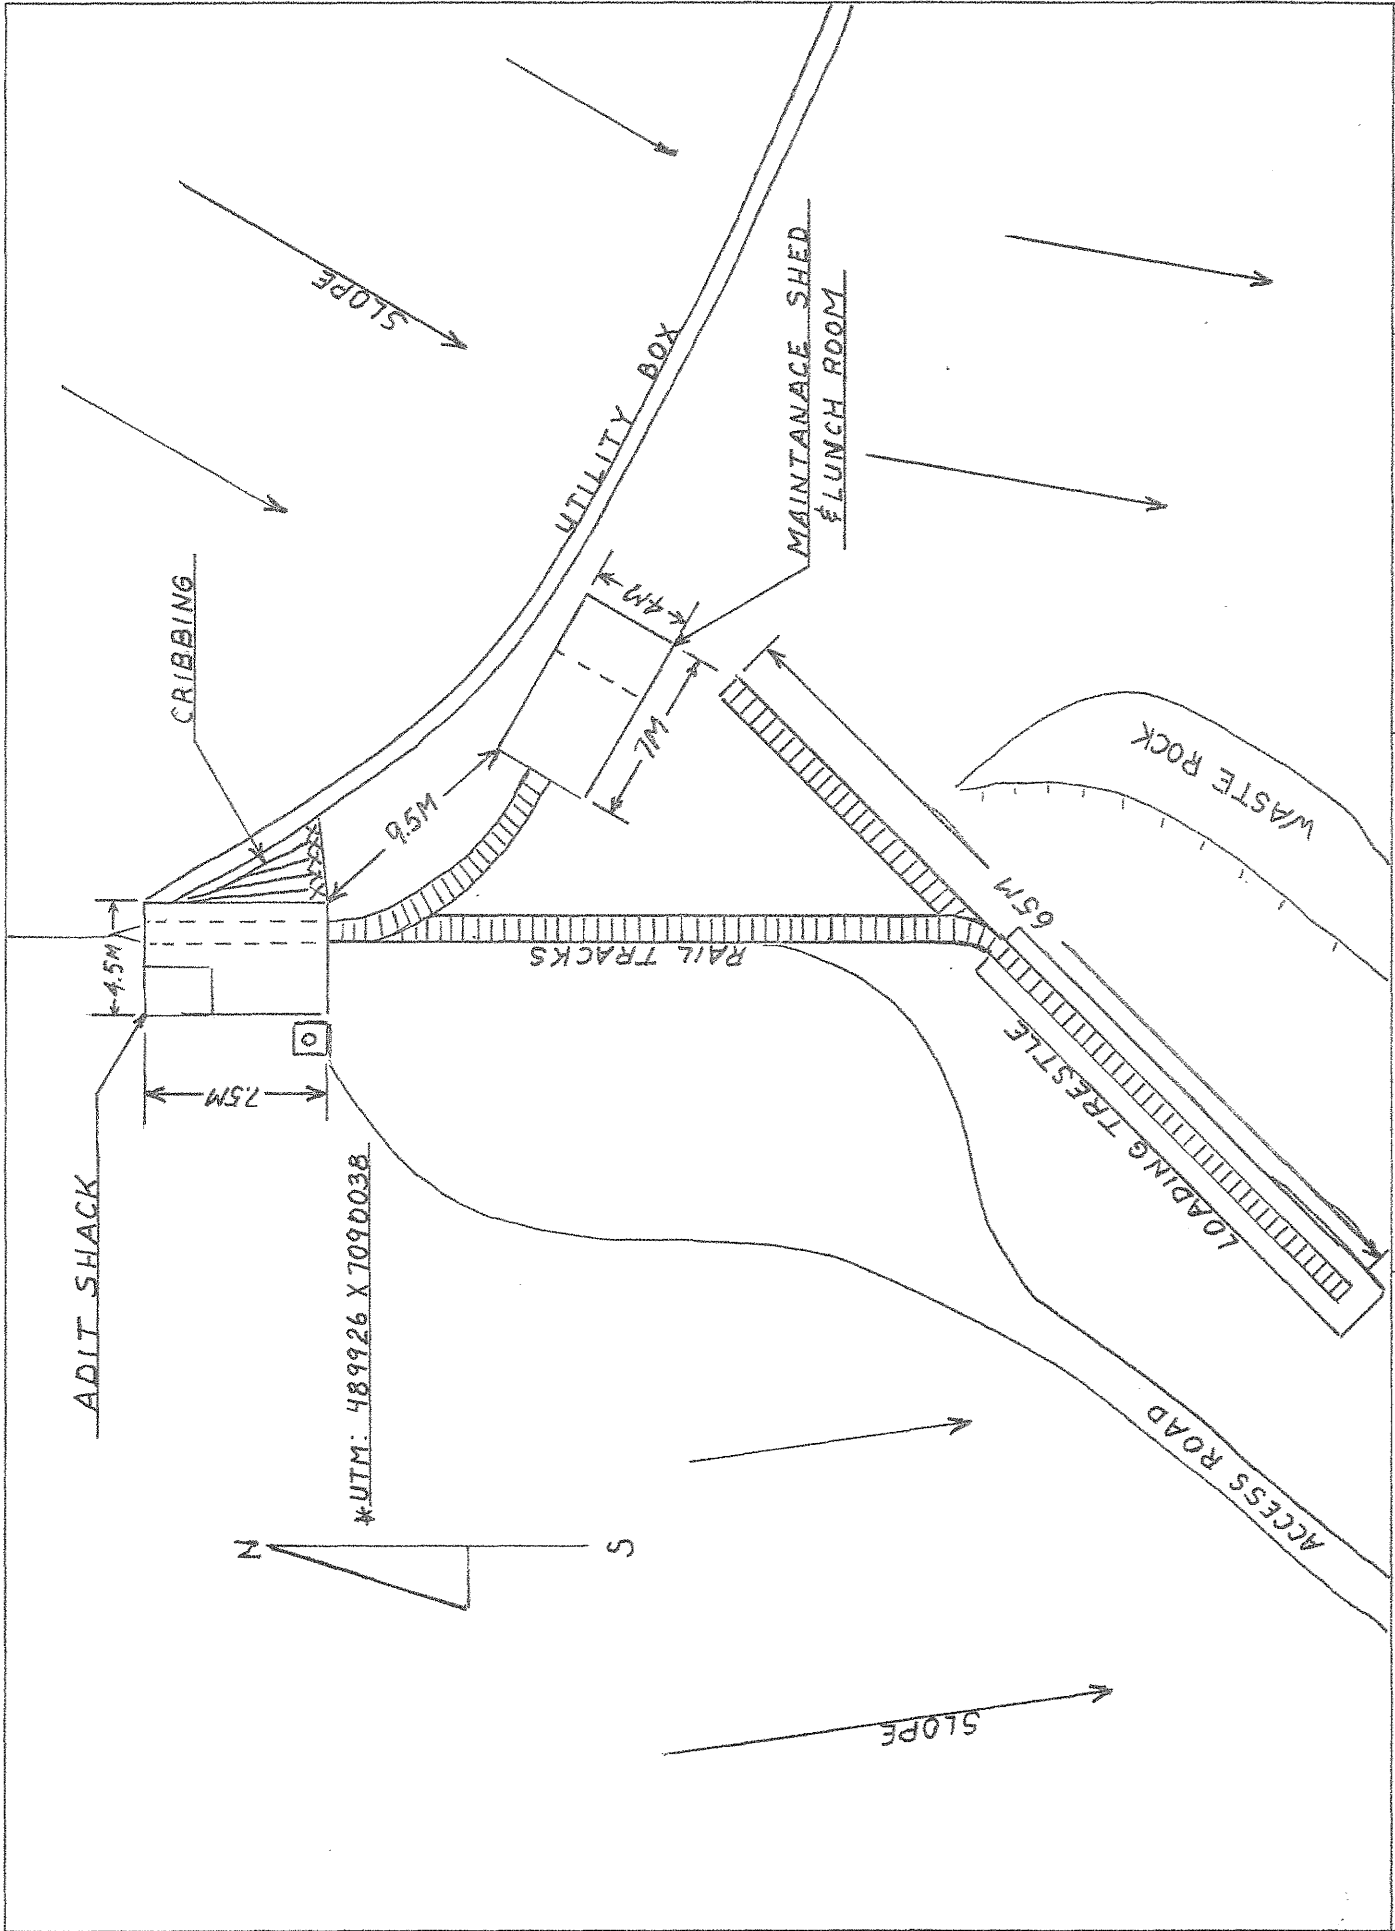 ADIT SHACK
4.5M
7.5M
CRIBBING
*UTM: 489926 X 7090038
N
S
SLOPE
UTILITY BOX
9.5M
4M
7M
MAINTANACE SHED
& LUNCH ROOM
RAIL TRACKS
65M
LOADING TRESTLE
WASTE ROCK
ACCESS ROAD
SLOPE